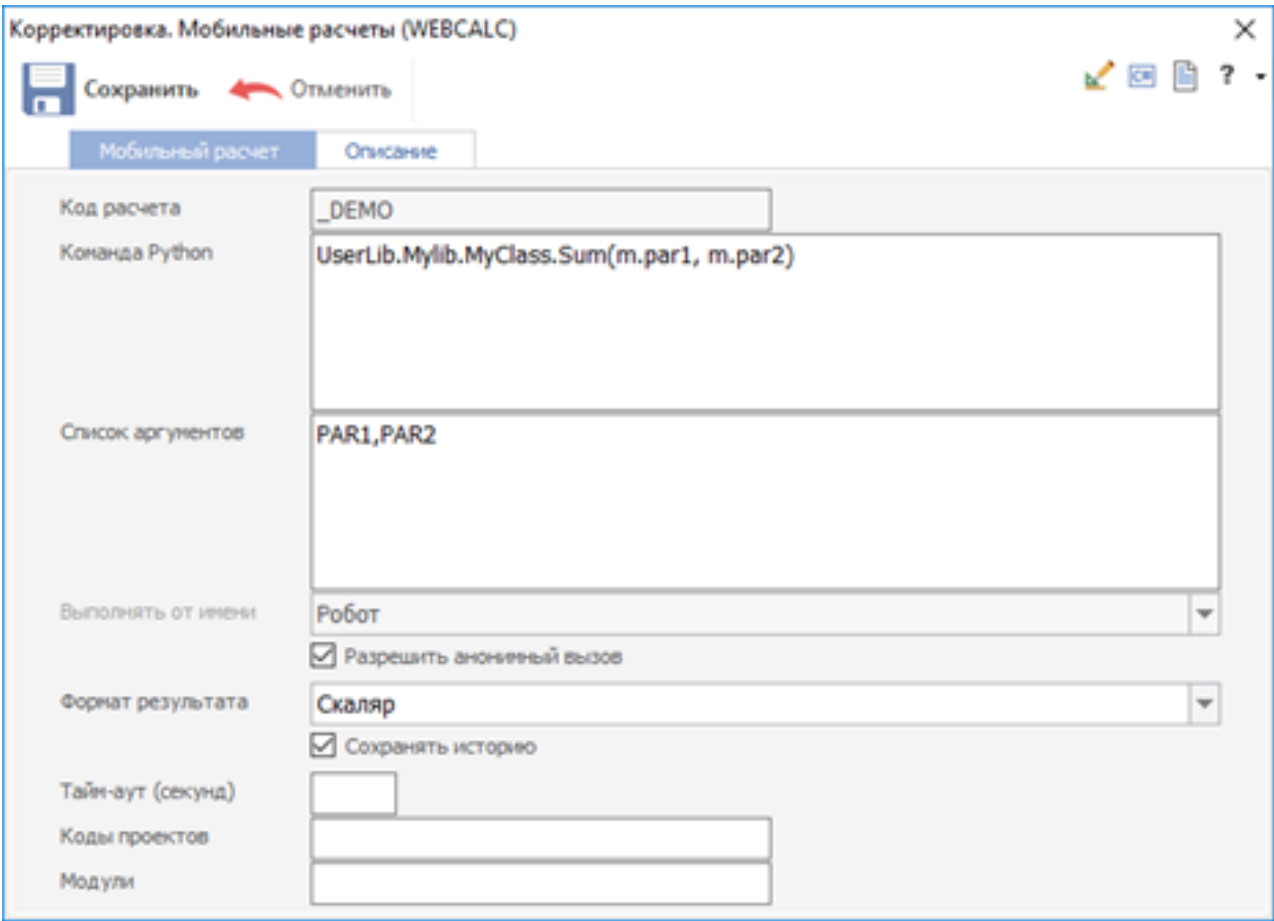 Корректировка. Мобильные расчеты (WEBCALC)
Сохранить Отменить ?
Мобильный расчет Описание
Код расчета _DEMO
Команда Python UserLib.Mylib.MyClass.Sum(m.par1, m.par2)
Список аргументов PAR1,PAR2
Выполнять от имени Робот
Разрешить анонимный вызов
Формат результата Скаляр
Сохранять историю
Тайм-аут (секунд)
Коды проектов
Модули